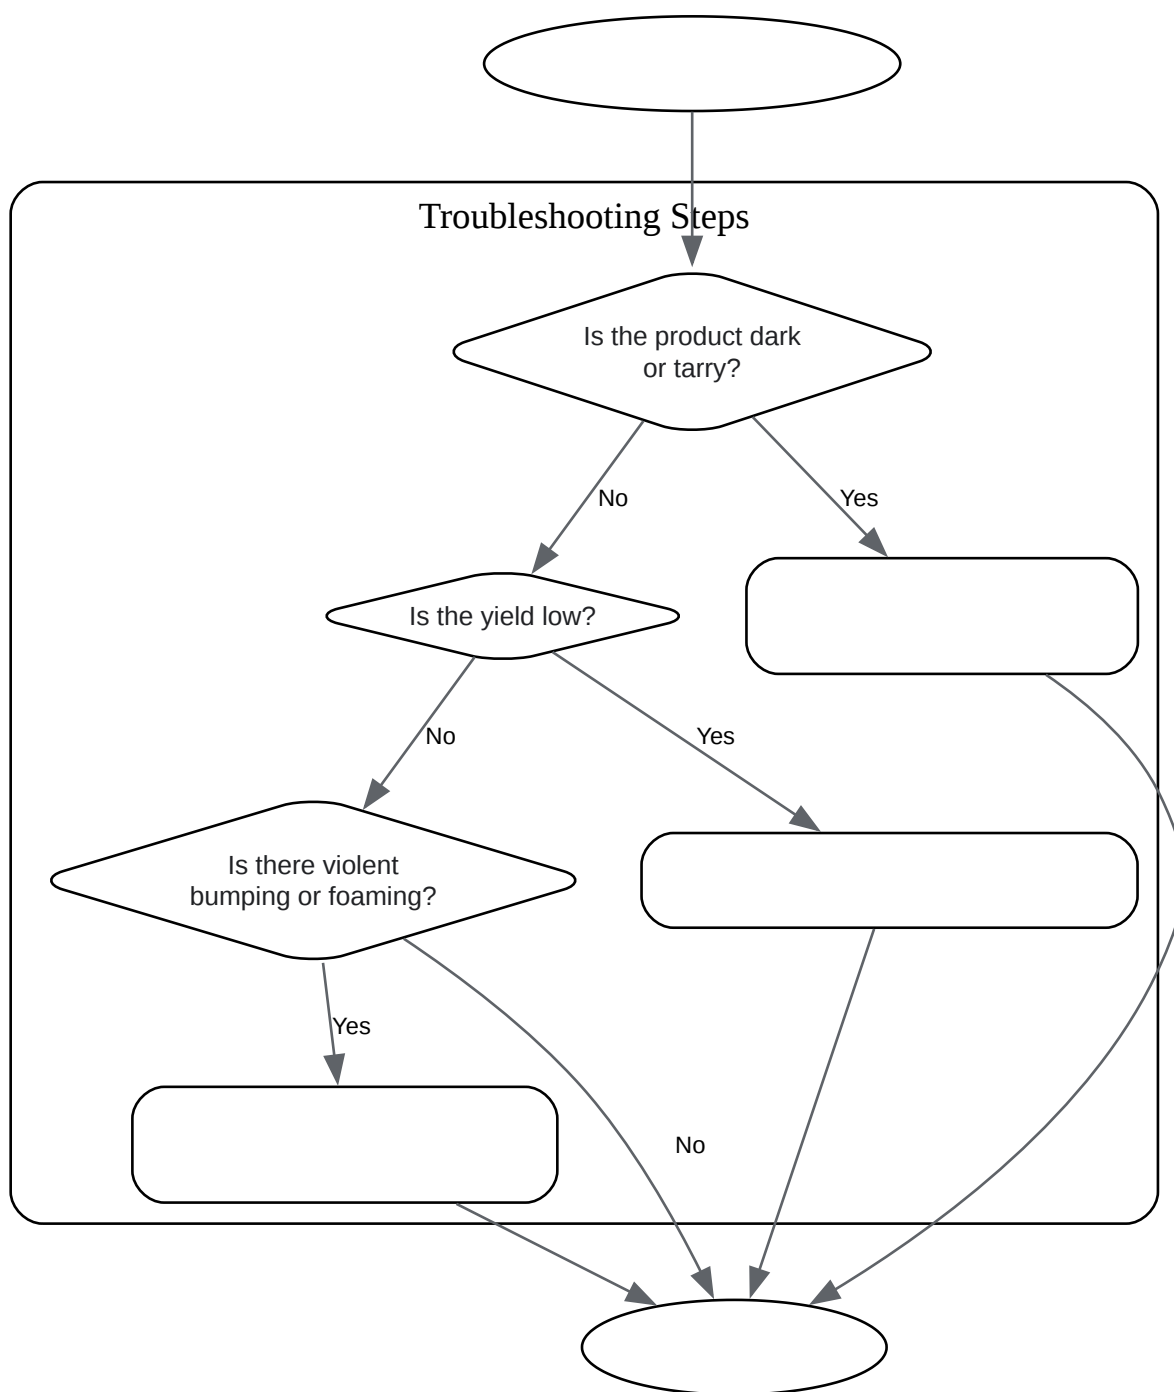 Troubleshooting Steps
Is the product dark
or tarry?
No
Yes
Is the yield low?
No
Yes
Is there violent
bumping or foaming?
Yes
No